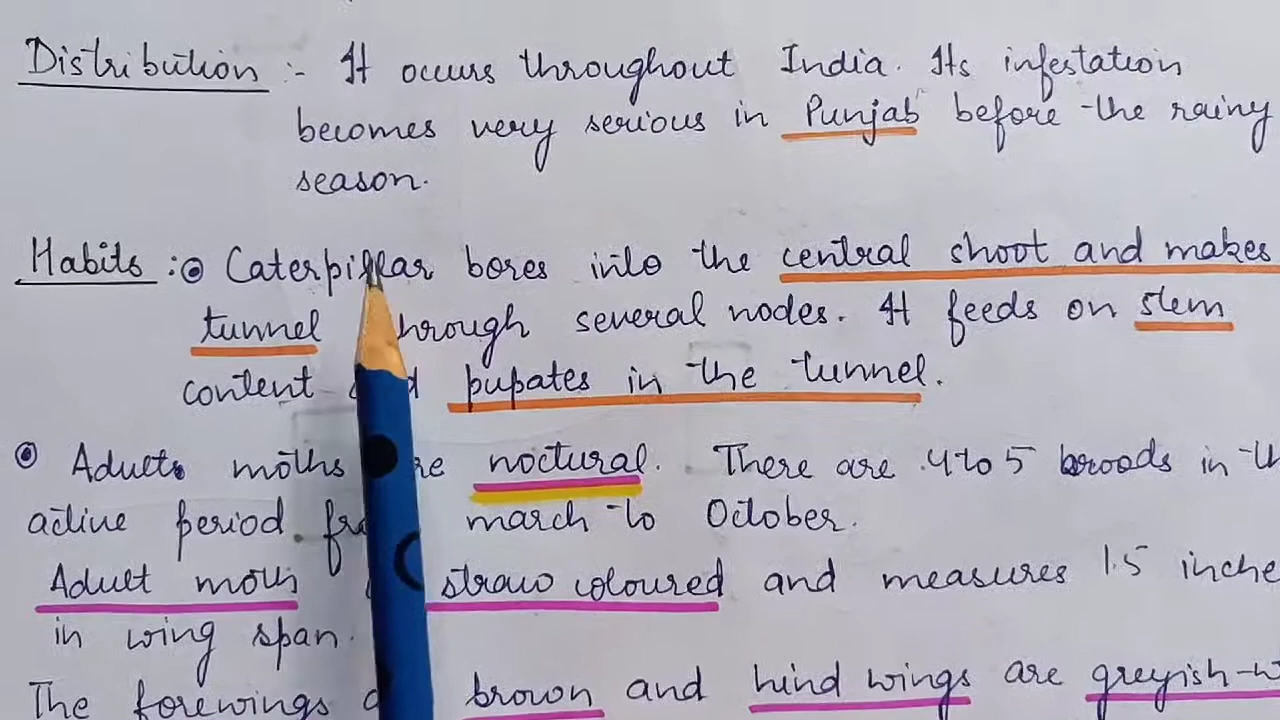 Distribution :- It occurs throughout India. Its infestation
becomes very serious in Punjab before the rainy
season.
Habits : Caterpillar bores into the central shoot and makes
tunnel through several nodes. It feeds on stem
content pupates in the tunnel.
Adults moths noctural. There are 4 to 5 broods in
active period march to October.
Adult moth straw coloured and measures 1.5
in wing span.
The forewings brown and hind wings are greyish-